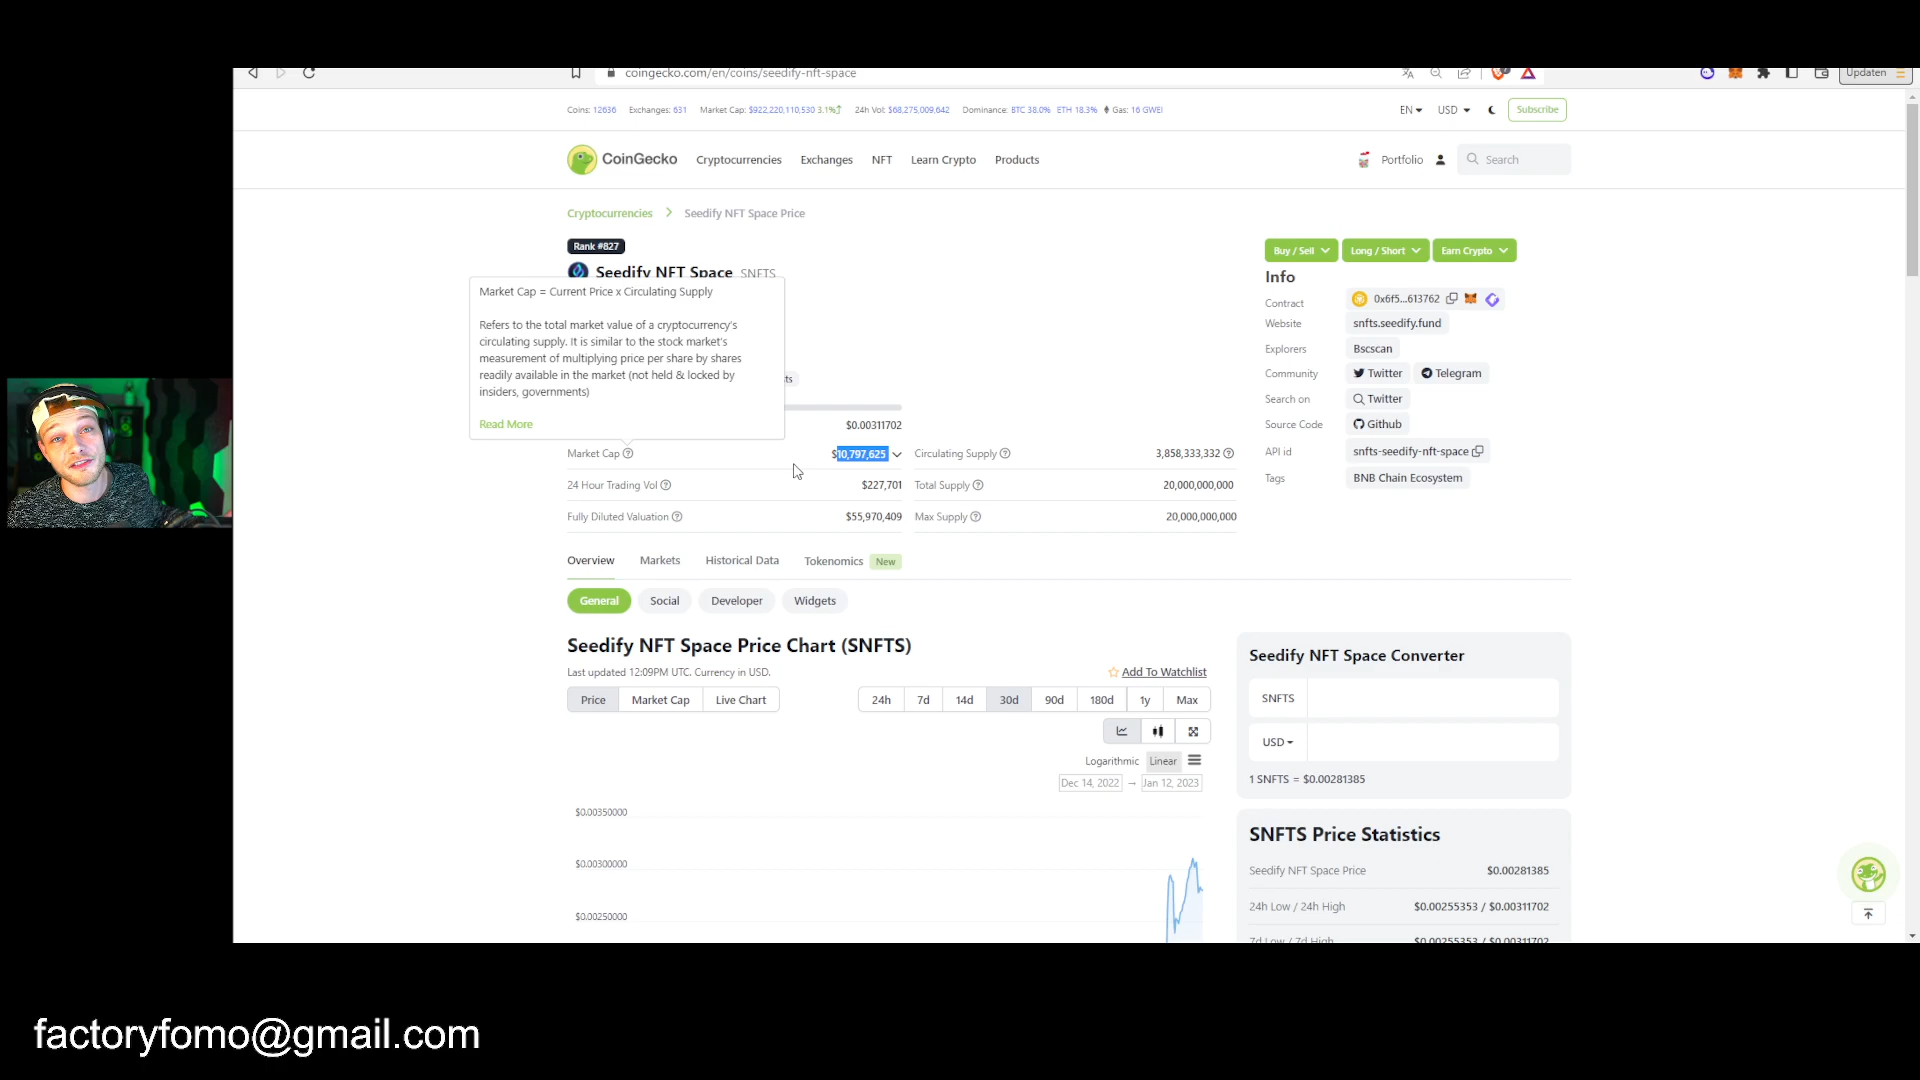 coingecko.com/en/coins/seedify-nft-space
Updaten
Coins: 12636 Exchanges: 631 Market Cap: $922,220,110,530 3.1% 24h Vol: $68,275,009,642 Dominance: BTC 38.0% ETH 18.3% Gas: 16 GWEI
EN USD Subscribe
CoinGecko Cryptocurrencies Exchanges NFT Learn Crypto Products Portfolio Search
Cryptocurrencies > Seedify NFT Space Price
Rank #827
Seedify NFT Space SNFTS
Market Cap = Current Price x Circulating Supply
Refers to the total market value of a cryptocurrency's
circulating supply. It is similar to the stock market's
measurement of multiplying price per share by shares
readily available in the market (not held & locked by
insiders, governments)
Read More
ts
$0.00311702
Market Cap $10,797,625 Circulating Supply 3,858,333,332
24 Hour Trading Vol $227,701 Total Supply 20,000,000,000
Fully Diluted Valuation $55,970,409 Max Supply 20,000,000,000
Buy / Sell Long / Short Earn Crypto
Info
Contract 0x6f5...613762
Website snfts.seedify.fund
Explorers Bscscan
Community Twitter Telegram
Search on Twitter
Source Code Github
API id snfts-seedify-nft-space
Tags BNB Chain Ecosystem
Overview Markets Historical Data Tokenomics New
General Social Developer Widgets
Seedify NFT Space Price Chart (SNFTS)
Last updated 12:09PM UTC. Currency in USD.
Add To Watchlist
Price Market Cap Live Chart 24h 7d 14d 30d 90d 180d 1y Max
Logarithmic Linear
Dec 14, 2022 → Jan 12, 2023
$0.00350000
$0.00300000
$0.00250000
Seedify NFT Space Converter
SNFTS
USD
1 SNFTS = $0.00281385
SNFTS Price Statistics
Seedify NFT Space Price $0.00281385
24h Low / 24h High $0.00255353 / $0.00311702
7d Low / 7d High $0.00255353 / $0.00311702
factoryfomo@gmail.com